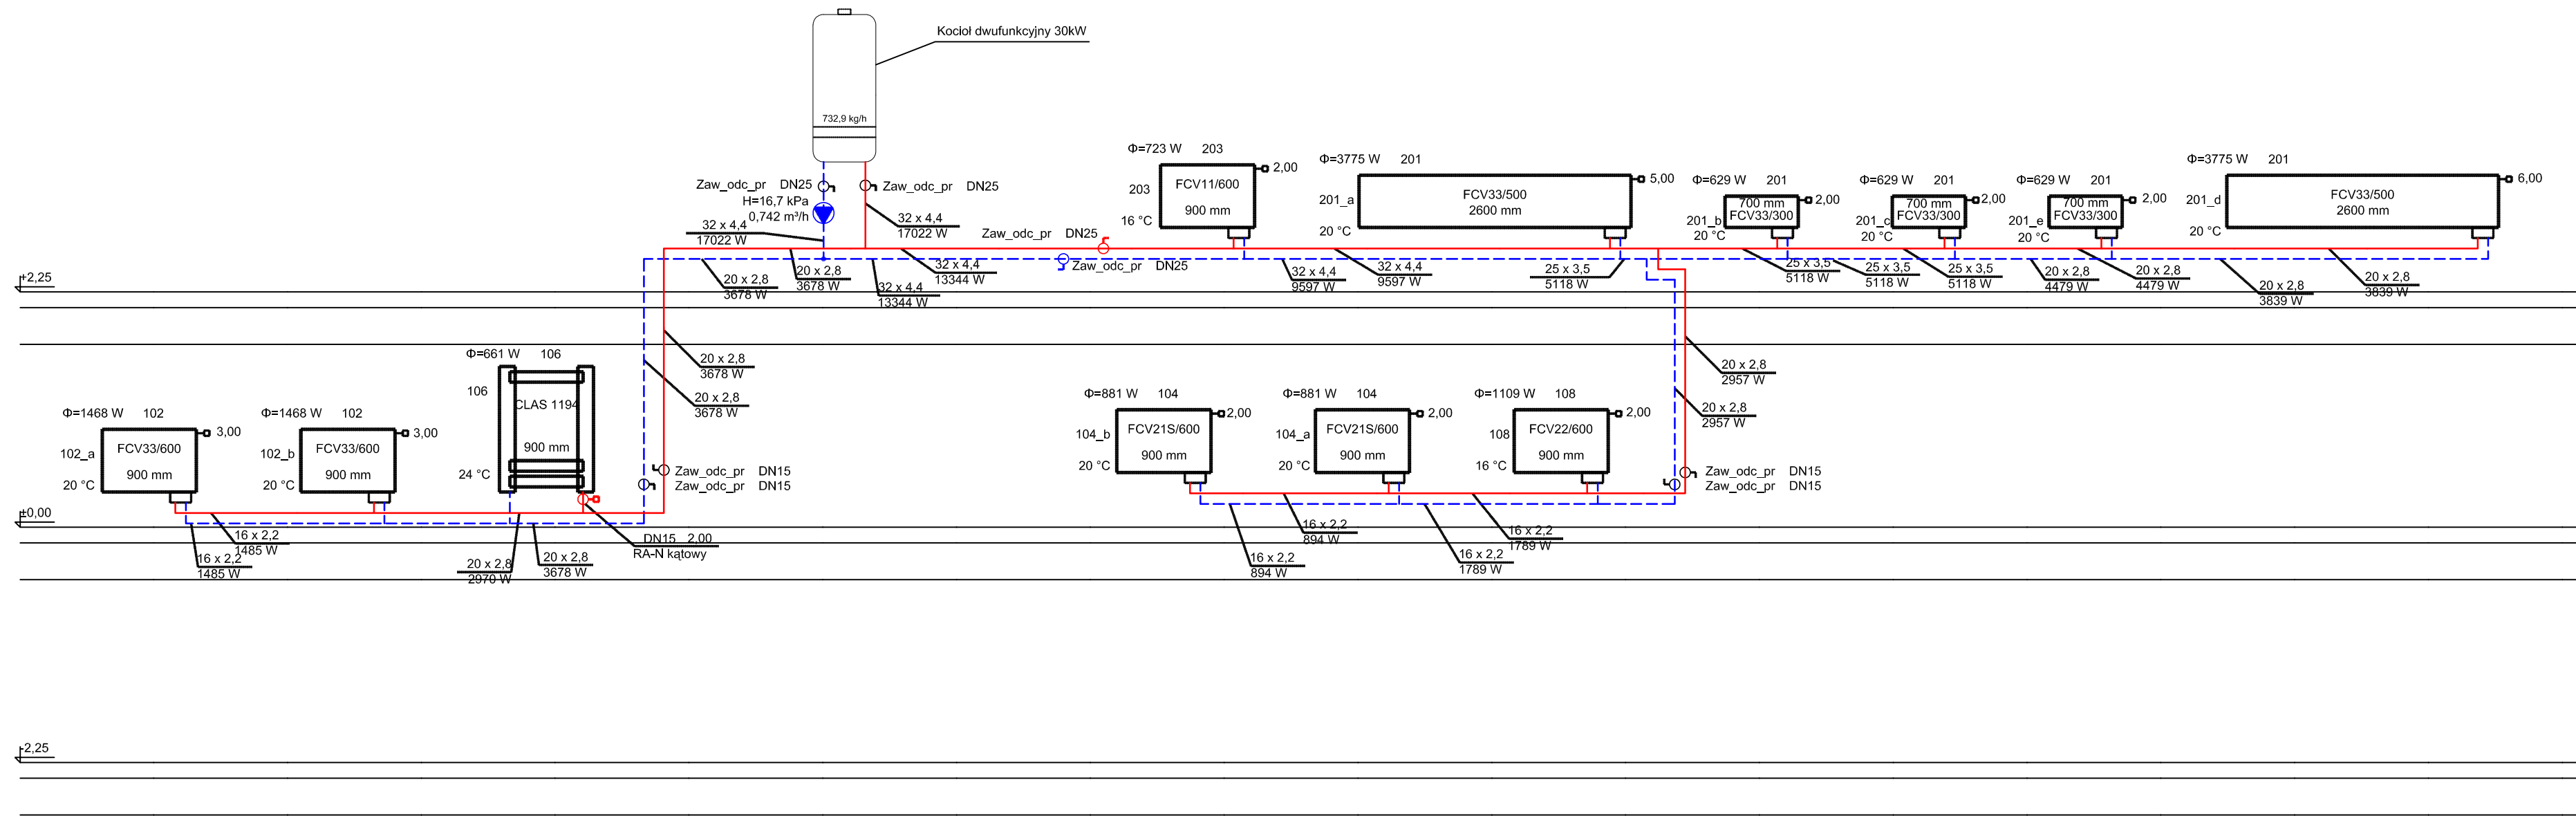 Kocioł dwufunkcyjny 30kW
732,9 kg/h
Zaw_odc_pr DN25
H=16,7 kPa
0,742 m³/h
32 x 4,4
17022 W
Zaw_odc_pr DN25
32 x 4,4
17022 W
Zaw_odc_pr DN25
Zaw_odc_pr DN25
Φ=723 W 203
2,00
FCV11/600
203
900 mm
16 °C
Φ=3775 W 201
5,00
FCV33/500
201_a
2600 mm
20 °C
Φ=629 W 201
2,00
700 mm
FCV33/300
201_b
20 °C
Φ=629 W 201
2,00
700 mm
FCV33/300
201_c
20 °C
Φ=629 W 201
2,00
700 mm
FCV33/300
201_e
20 °C
Φ=3775 W 201
6,00
FCV33/500
201_d
2600 mm
20 °C
+2,25
20 x 2,8
3678 W
20 x 2,8
3678 W
32 x 4,4
13344 W
32 x 4,4
13344 W
32 x 4,4
9597 W
32 x 4,4
9597 W
25 x 3,5
5118 W
25 x 3,5
5118 W
25 x 3,5
5118 W
25 x 3,5
5118 W
20 x 2,8
4479 W
20 x 2,8
4479 W
20 x 2,8
3839 W
20 x 2,8
3839 W
20 x 2,8
3678 W
20 x 2,8
3678 W
20 x 2,8
2957 W
20 x 2,8
2957 W
Φ=1468 W 102
3,00
FCV33/600
102_a
900 mm
20 °C
Φ=1468 W 102
3,00
FCV33/600
102_b
900 mm
20 °C
Φ=661 W 106
106
CLAS 1194
900 mm
24 °C
Zaw_odc_pr DN15
Zaw_odc_pr DN15
Φ=881 W 104
2,00
FCV21S/600
104_b
900 mm
20 °C
Φ=881 W 104
2,00
FCV21S/600
104_a
900 mm
20 °C
Φ=1109 W 108
2,00
FCV22/600
108
900 mm
16 °C
Zaw_odc_pr DN15
Zaw_odc_pr DN15
±0,00
16 x 2,2
1485 W
16 x 2,2
1485 W
20 x 2,8
2970 W
20 x 2,8
3678 W
DN15 2,00
RA-N kątowy
16 x 2,2
894 W
16 x 2,2
894 W
16 x 2,2
1789 W
16 x 2,2
1789 W
-2,25